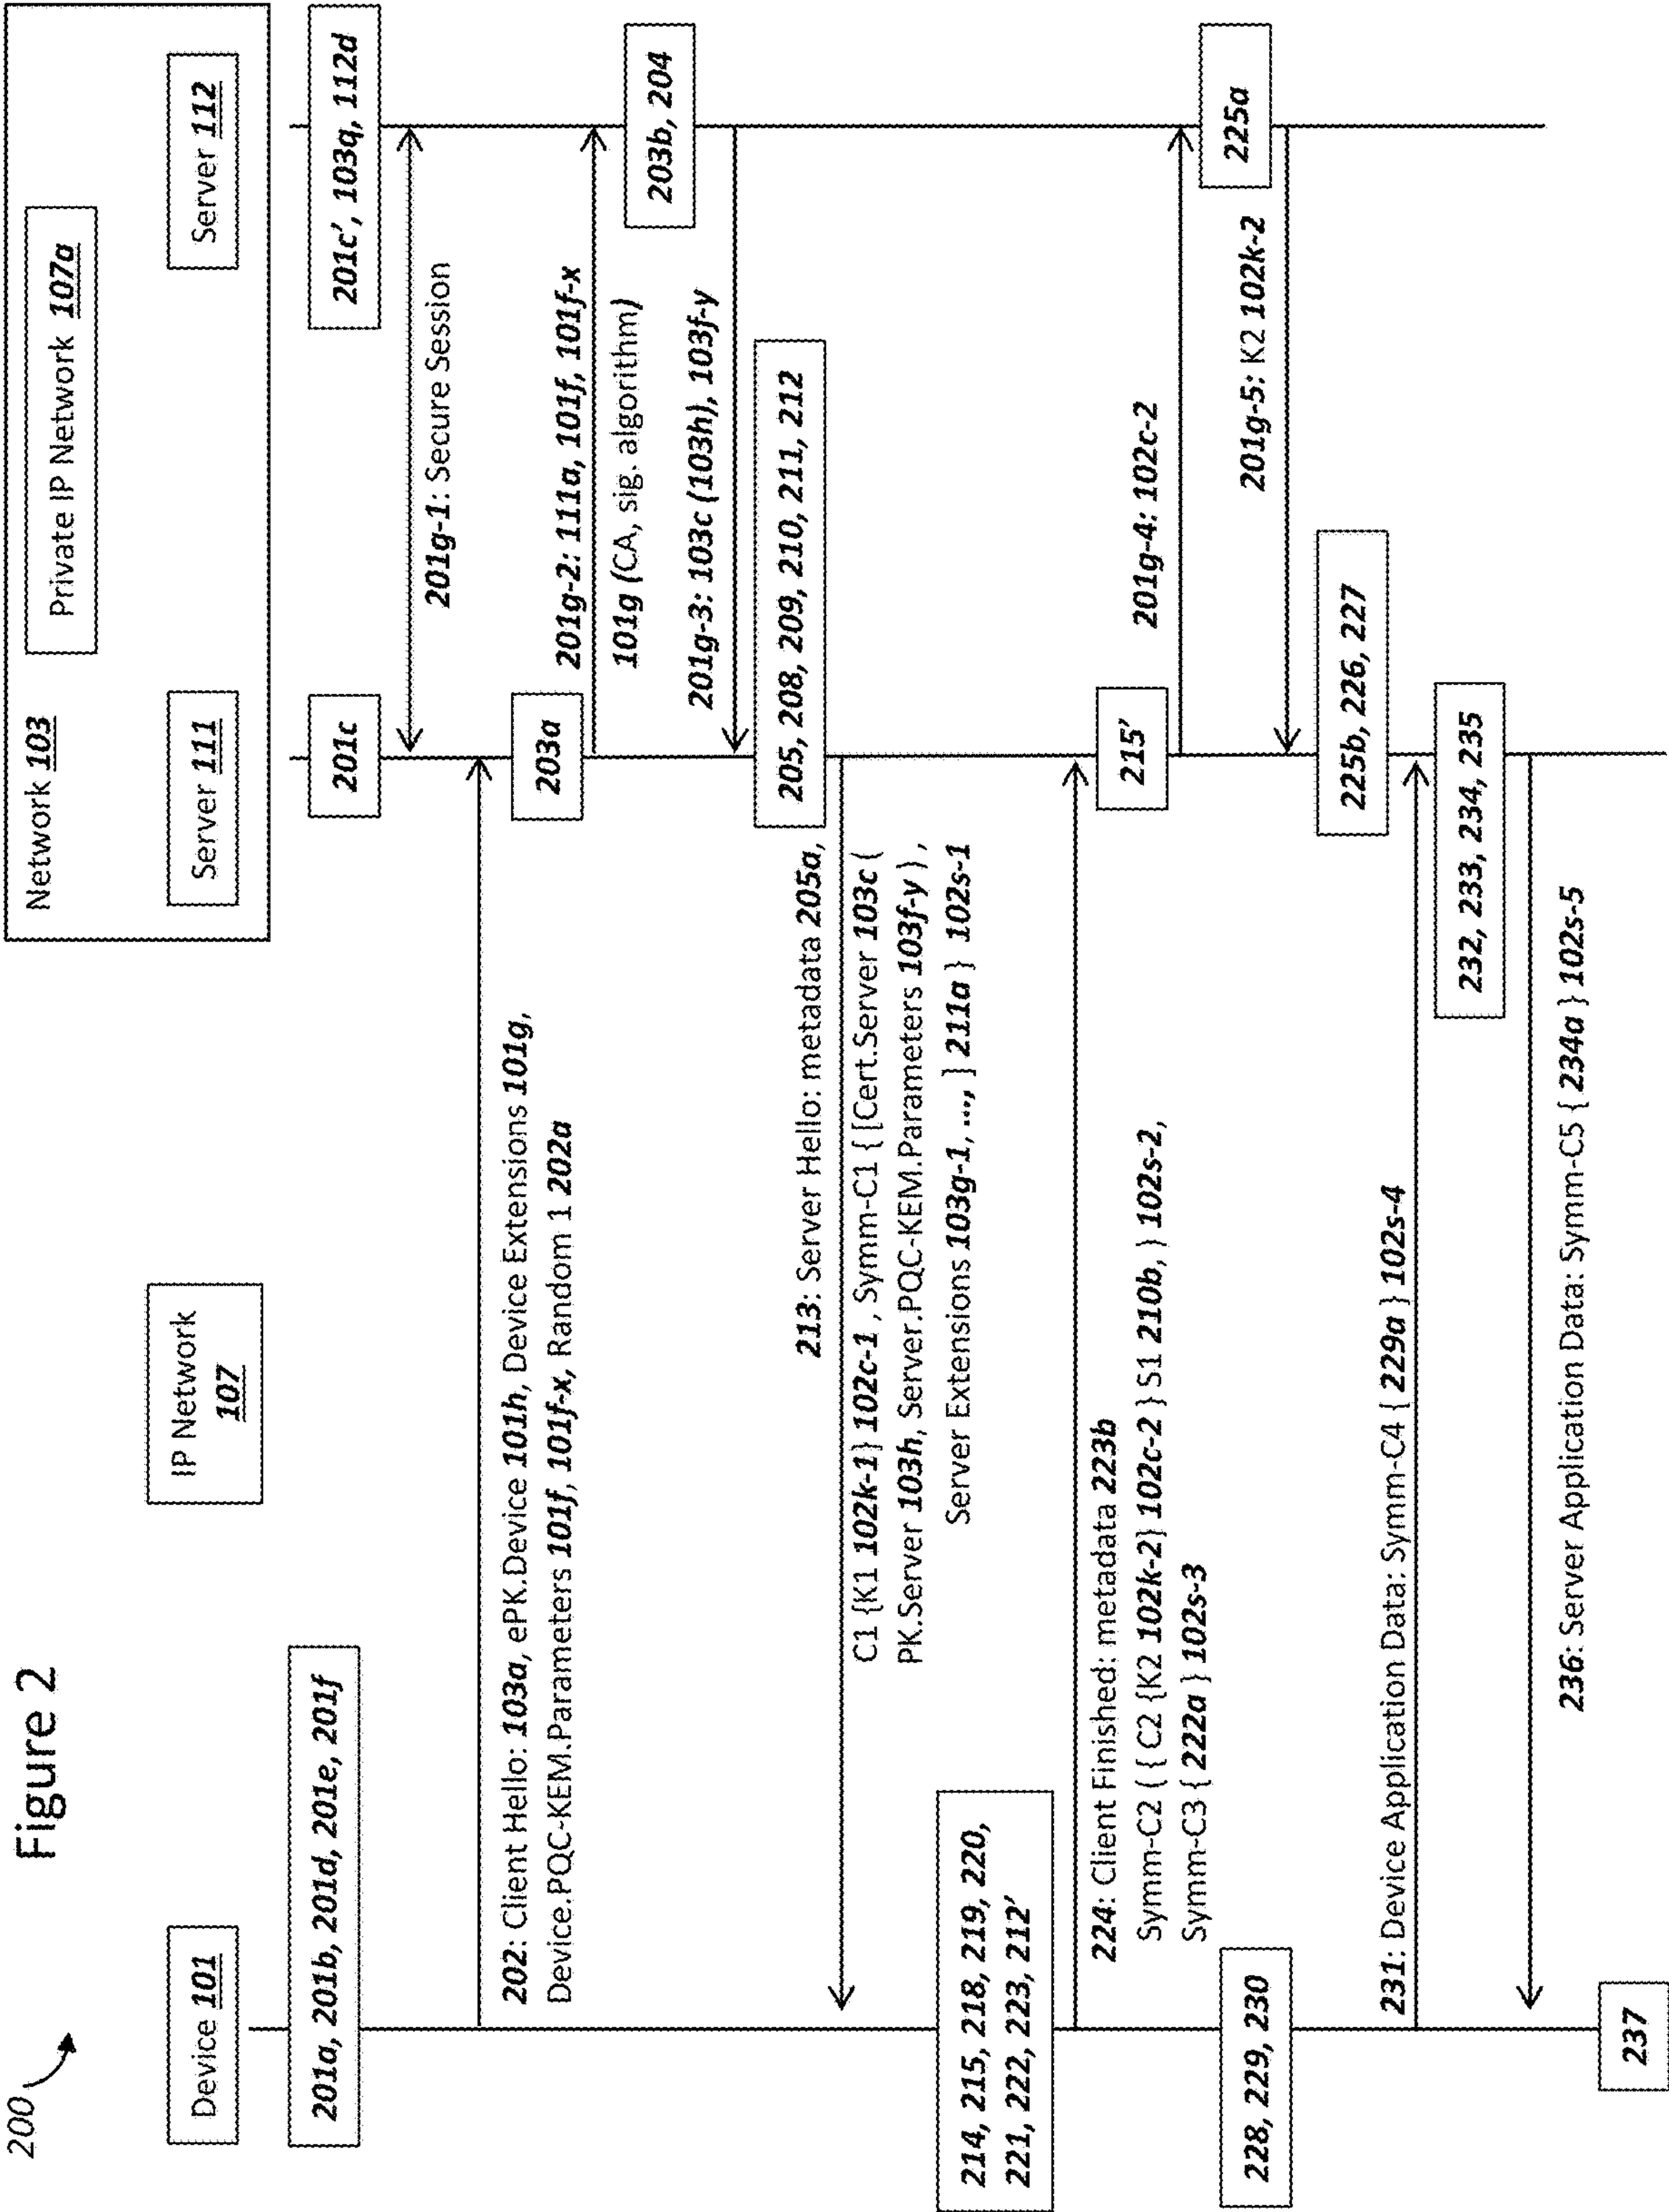 Figure 2
200
Device 101
IP Network
107
Network 103
Private IP Network 107a
Server 111
Server 112
201a, 201b, 201d, 201e, 201f
201c
201c', 103q, 112d
201g-1: Secure Session
202: Client Hello: 103a, ePK.Device 101h, Device Extensions 101g,
Device.PQC-KEM.Parameters 101f, 101f-x, Random 1 202a
203a
201g-2: 111a, 101f, 101f-x
101g (CA, sig. algorithm)
203b, 204
201g-3: 103c (103h), 103f-y
205, 208, 209, 210, 211, 212
213: Server Hello: metadata 205a,
C1 {K1 102k-1} 102c-1 , Symm-C1 { [Cert.Server 103c (
PK.Server 103h, Server.PQC-KEM.Parameters 103f-y ) ,
Server Extensions 103g-1, ..., ] 211a } 102s-1
214, 215, 218, 219, 220,
221, 222, 223, 212'
224: Client Finished: metadata 223b
Symm-C2 ( { C2 {K2 102k-2} 102c-2 } S1 210b, ) 102s-2,
Symm-C3 { 222a } 102s-3
215'
201g-4: 102c-2
225a
201g-5: K2 102k-2
225b, 226, 227
228, 229, 230
231: Device Application Data: Symm-C4 { 229a } 102s-4
232, 233, 234, 235
236: Server Application Data: Symm-C5 { 234a } 102s-5
237